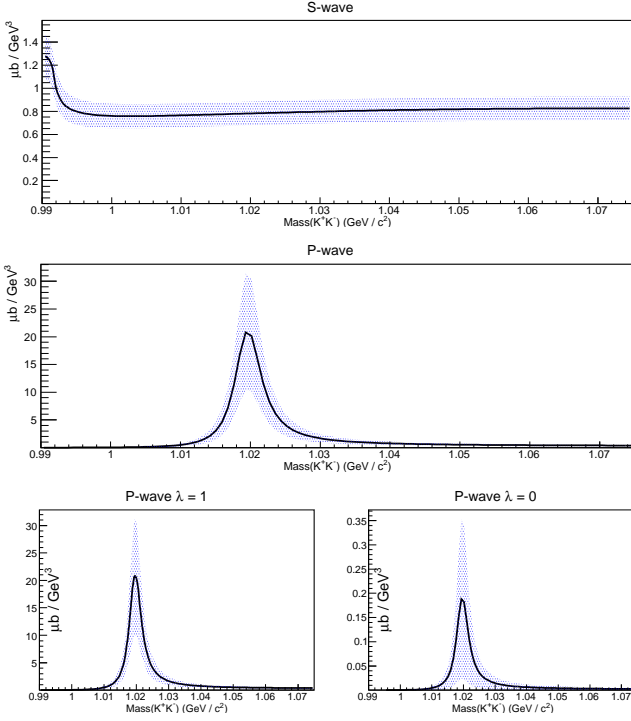 S-wave
μb / GeV³
1.4
1.2
1
0.8
0.6
0.4
0.2
0.99 1 1.01 1.02 1.03 1.04 1.05 1.06 1.07
Mass(K⁺K⁻) (GeV / c²)
P-wave
μb / GeV³
30
25
20
15
10
5
0.99 1 1.01 1.02 1.03 1.04 1.05 1.06 1.07
Mass(K⁺K⁻) (GeV / c²)
P-wave λ = 1
μb / GeV³
30
25
20
15
10
5
0.99 1 1.01 1.02 1.03 1.04 1.05 1.06 1.07
Mass(K⁺K⁻) (GeV / c²)
P-wave λ = 0
μb / GeV³
0.35
0.3
0.25
0.2
0.15
0.1
0.05
0.99 1 1.01 1.02 1.03 1.04 1.05 1.06 1.07
Mass(K⁺K⁻) (GeV / c²)